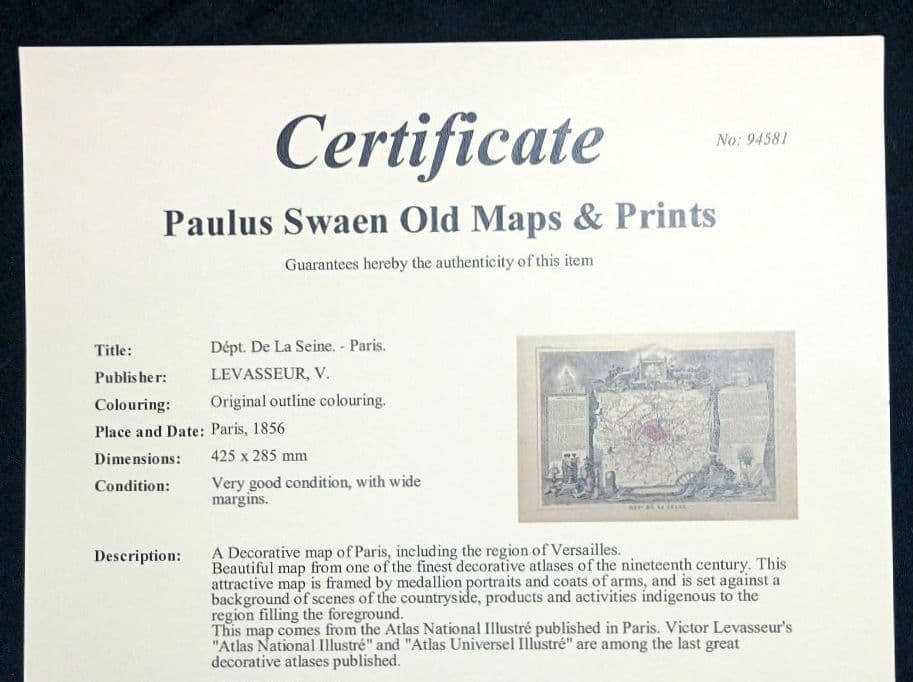 Certificate
No: 94581
Paulus Swaen Old Maps & Prints
Guarantees hereby the authenticity of this item
Title: Dépt. De La Seine. - Paris.
Publisher: LEVASSEUR, V.
Colouring: Original outline colouring.
Place and Date: Paris, 1856
Dimensions: 425 x 285 mm
Condition: Very good condition, with wide
margins.
Description: A Decorative map of Paris, including the region of Versailles.
Beautiful map from one of the finest decorative atlases of the nineteenth century. This
attractive map is framed by medallion portraits and coats of arms, and is set against a
background of scenes of the countryside, products and activities indigenous to the
region filling the foreground.
This map comes from the Atlas National Illustré published in Paris. Victor Levasseur's
"Atlas National Illustré" and "Atlas Universel Illustré" are among the last great
decorative atlases published.